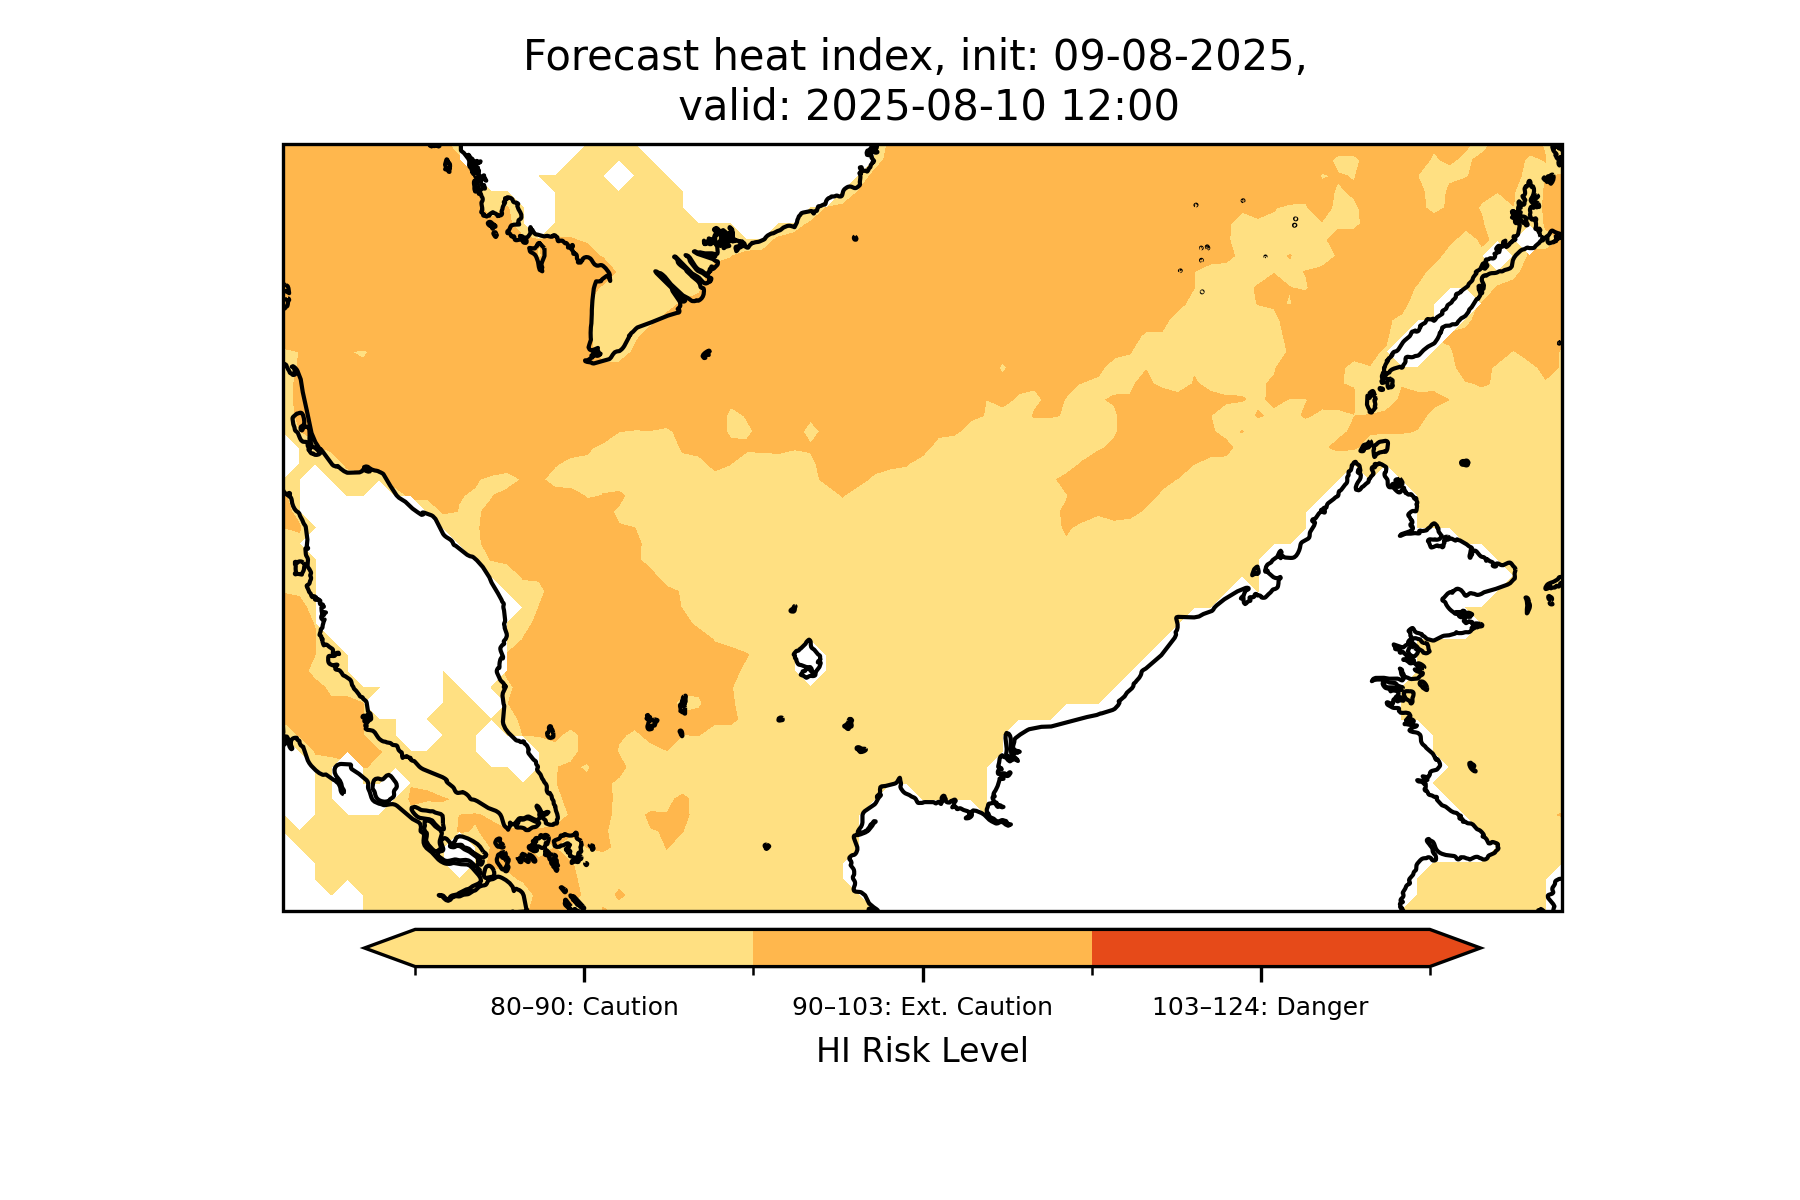 Forecast heat index, init: 09-08-2025,
valid: 2025-08-10 12:00
80–90: Caution
90–103: Ext. Caution
103–124: Danger
HI Risk Level